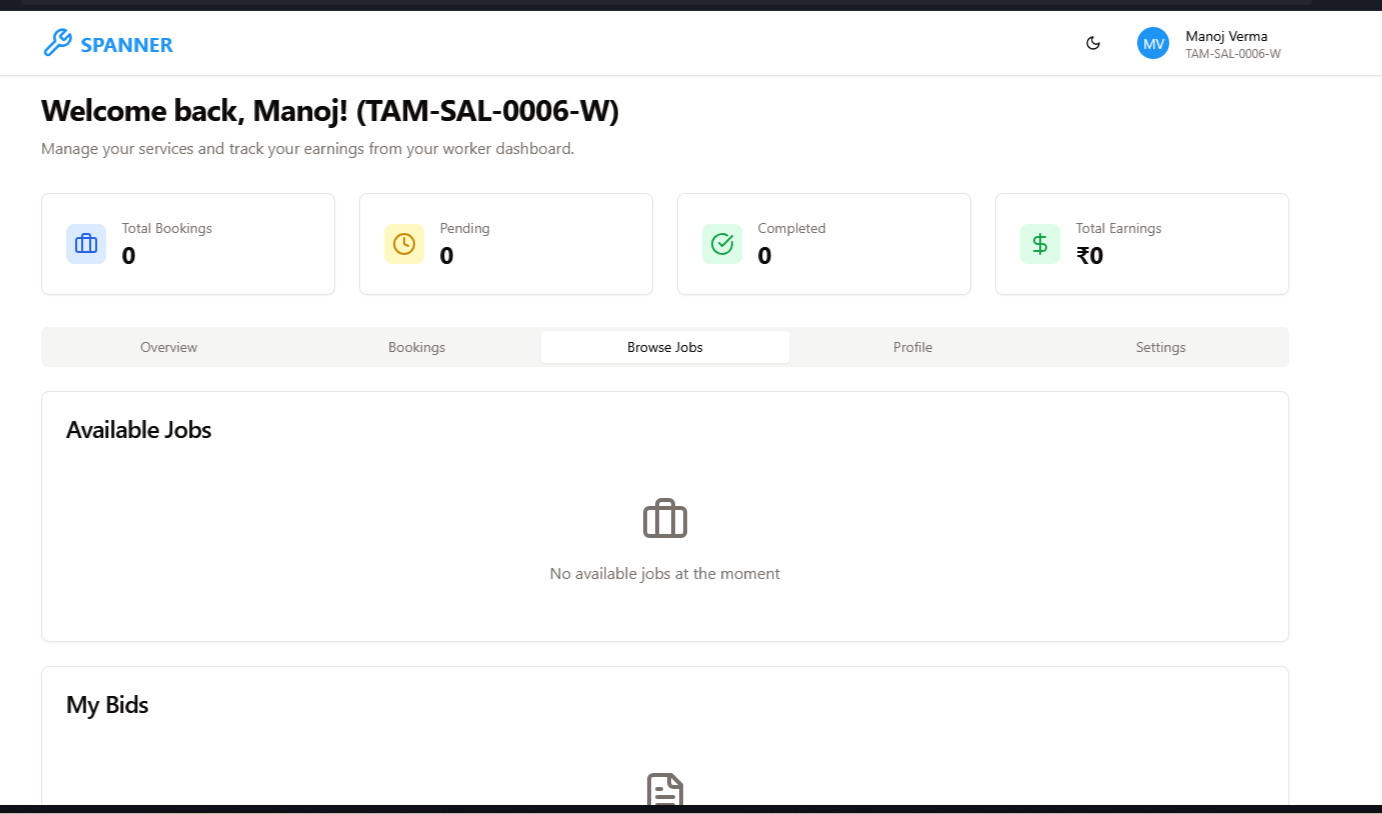 SPANNER
MV
Manoj Verma
TAM-SAL-0006-W
Welcome back, Manoj! (TAM-SAL-0006-W)
Manage your services and track your earnings from your worker dashboard.
Total Bookings
0
Pending
0
Completed
0
Total Earnings
₹0
Overview
Bookings
Browse Jobs
Profile
Settings
Available Jobs
No available jobs at the moment
My Bids